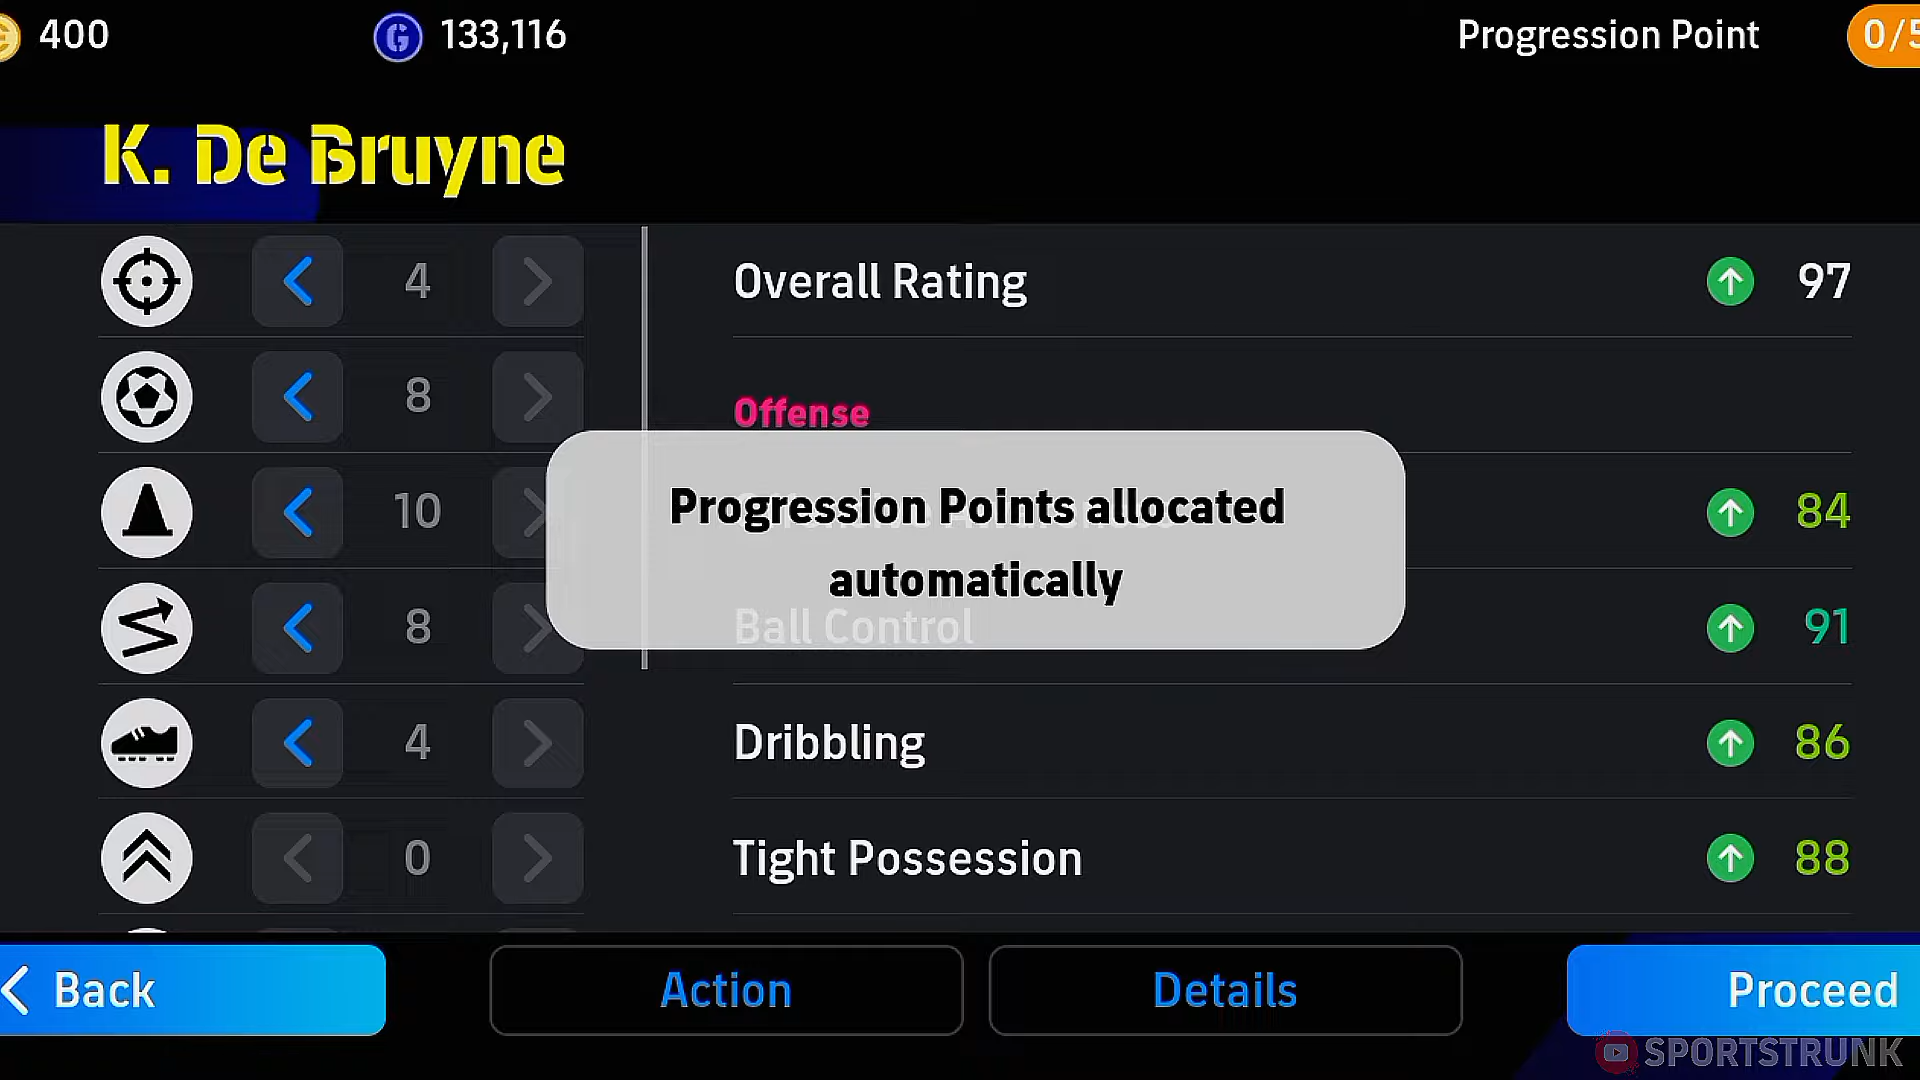 400
133,116
Progression Point
0/5
K. De Bruyne
4
Overall Rating
97
8
Offense
10
84
Progression Points allocated
automatically
8
Ball Control
91
4
Dribbling
86
0
Tight Possession
88
Back
Action
Details
Proceed
SPORTSTRUNK